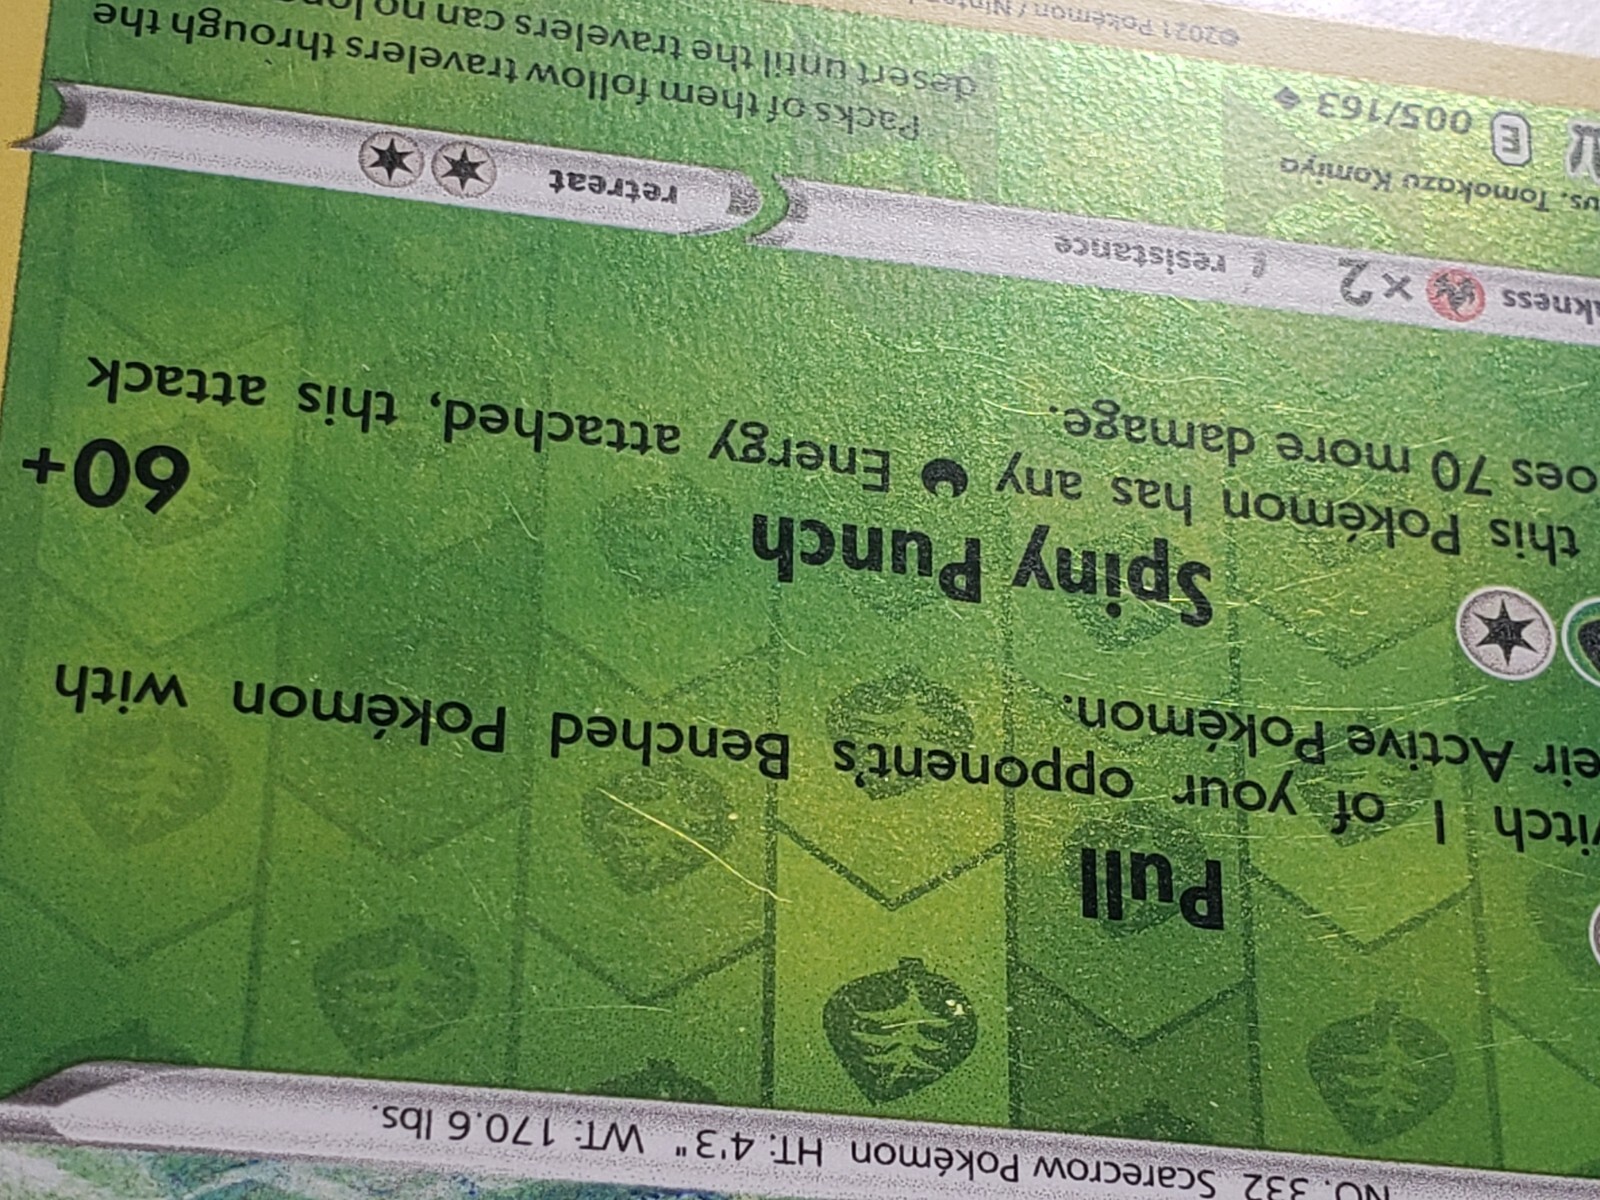 NO. 332 Scarecrow Pokémon HT: 4'3" WT: 170.6 lbs.
Pull
of your opponent's Benched Pokémon with
Active Pokémon.
Spiny Punch 60+
this Pokémon has any Energy attached, this attack
70 more damage.
×2 resistance retreat
Tomokazu Komiya
E 005/163
Packs of them follow travelers through the
desert until the travelers can no
©2021 Pokémon /